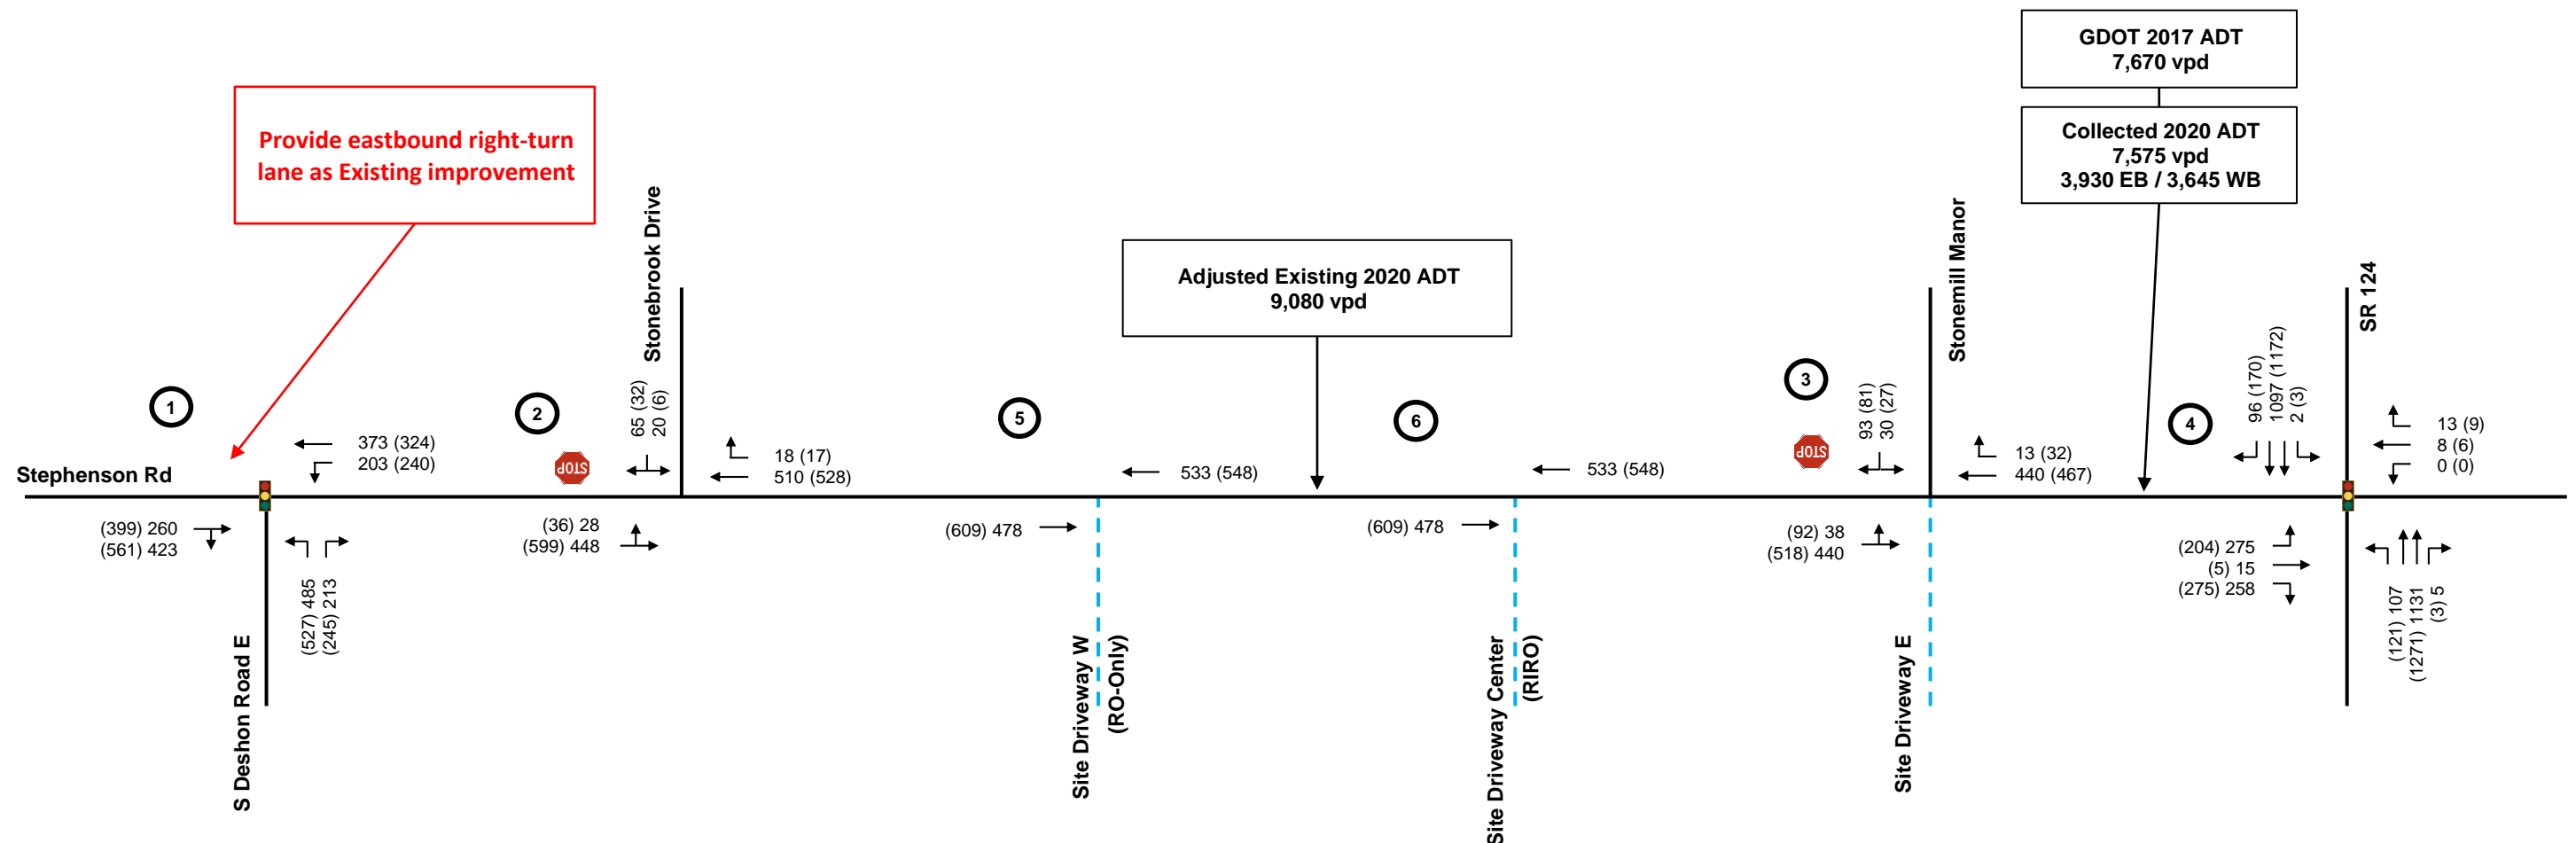 GDOT 2017 ADT
7,670 vpd
Collected 2020 ADT
7,575 vpd
3,930 EB / 3,645 WB
Provide eastbound right-turn
lane as Existing improvement
Adjusted Existing 2020 ADT
9,080 vpd
Stonebrook Drive
Stonemill Manor
SR 124
1
2
5
6
3
4
STOP
STOP
65 (32)
20 (6)
93 (81)
30 (27)
96 (170)
1097 (1172)
2 (3)
373 (324)
203 (240)
18 (17)
510 (528)
533 (548)
533 (548)
13 (32)
440 (467)
13 (9)
8 (6)
0 (0)
Stephenson Rd
(399) 260
(561) 423
(36) 28
(599) 448
(609) 478
(609) 478
(92) 38
(518) 440
(204) 275
(5) 15
(275) 258
(527) 485
(245) 213
(121) 107
(1271) 1131
(3) 5
S Deshon Road E
Site Driveway W
(RO-Only)
Site Driveway Center
(RIRO)
Site Driveway E